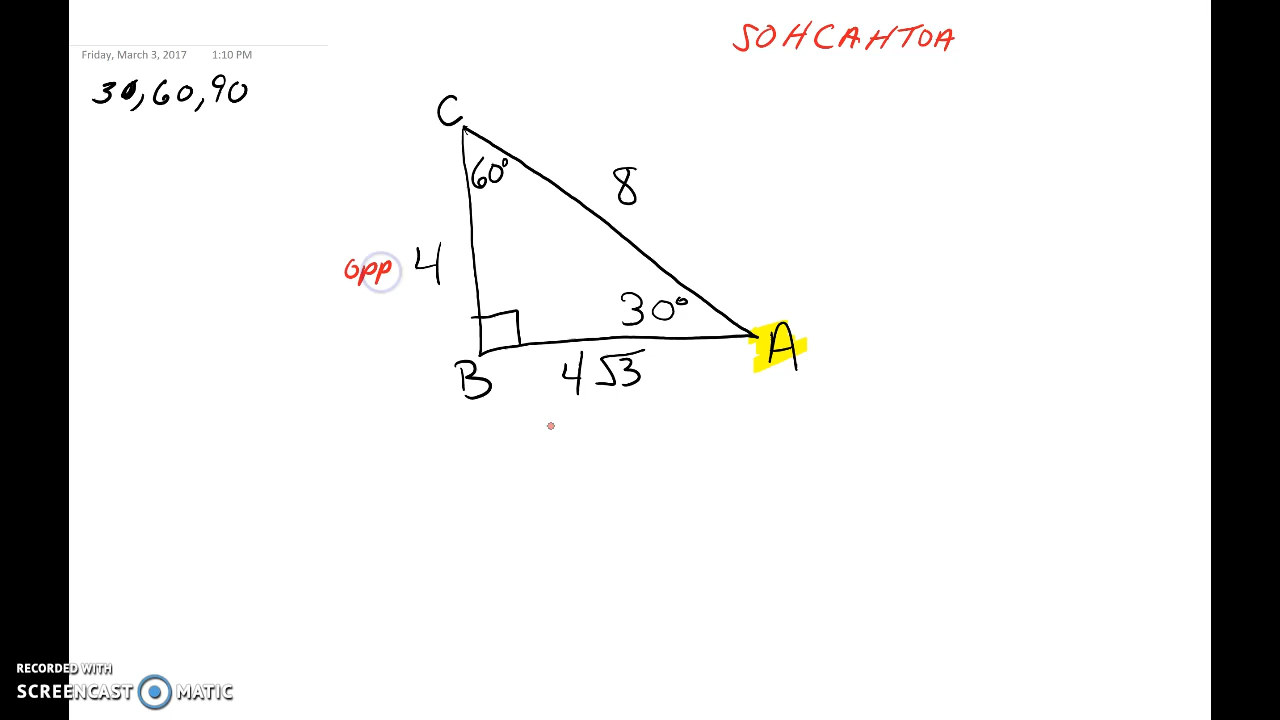 SOHCAHTOA
Friday, March 3, 2017 1:10 PM
30, 60, 90
C
60°
8
opp 4
30°
A
B
4√3
RECORDED WITH
SCREENCAST MATIC